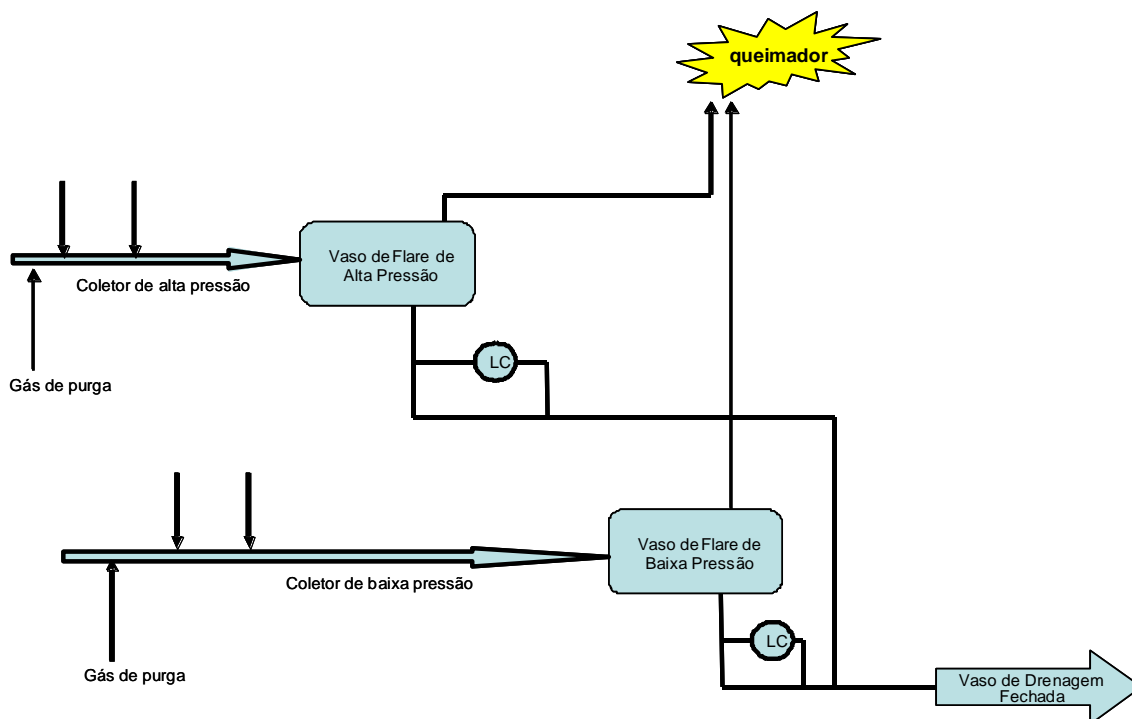 queimador
Vaso de Flare de
Alta Pressão
Coletor de alta pressão
LC
Gás de purga
Vaso de Flare de
Baixa Pressão
Coletor de baixa pressão
LC
Gás de purga
Vaso de Drenagem
Fechada